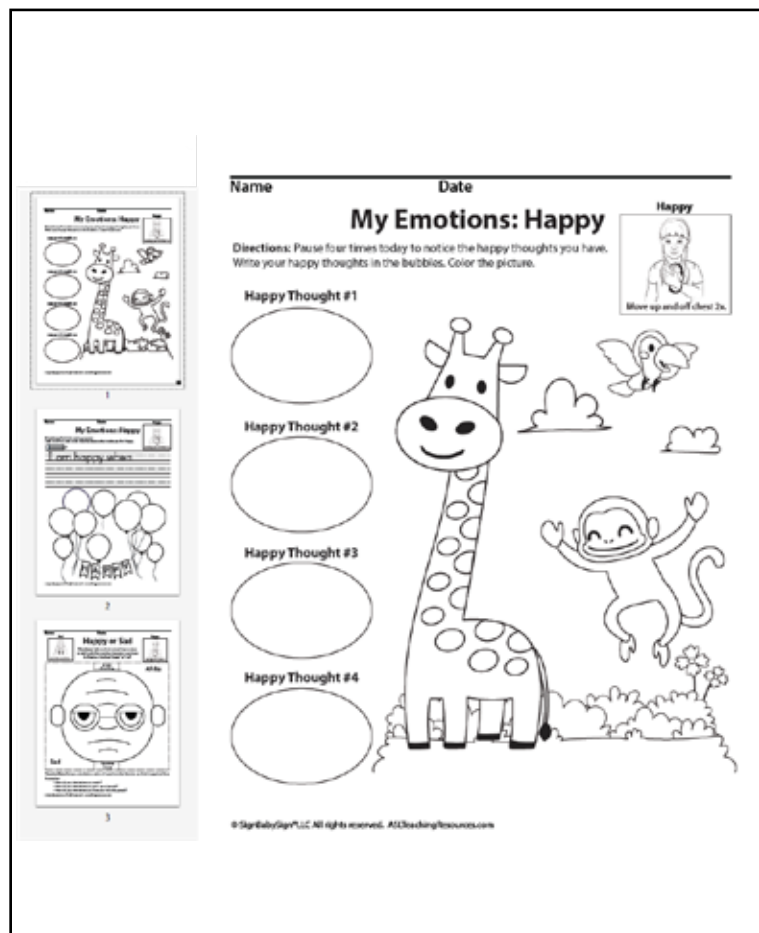 My Emotions: Happy
1
My Emotions: Happy
I am happy when
2
Happy or Sad
Sad
3
Name Date
My Emotions: Happy
Happy
Directions: Pause four times today to notice the happy thoughts you have.
Write your happy thoughts in the bubbles. Color the picture.
Move up and off chest 2x.
Happy Thought #1
Happy Thought #2
Happy Thought #3
Happy Thought #4
© SignBabySign® LLC All rights reserved. ASLTeachingResources.com